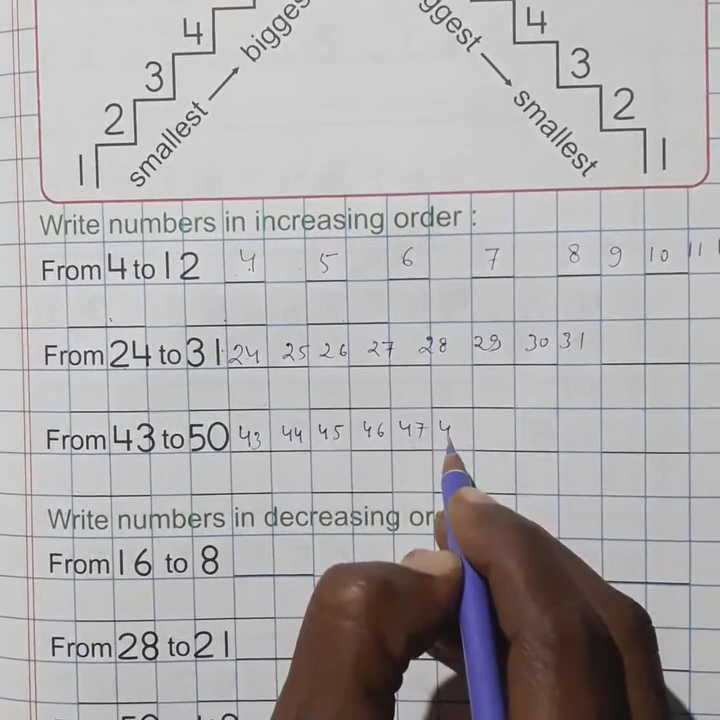 4 4
3 3
2 2
1 1
smallest → bigges
ggest → smallest
Write numbers in increasing order :
From 4 to 12 4 5 6 7 8 9 10 11
From 24 to 31 24 25 26 27 28 29 30 31
From 43 to 50 43 44 45 46 47 4
Write numbers in decreasing or
From 16 to 8
From 28 to 21